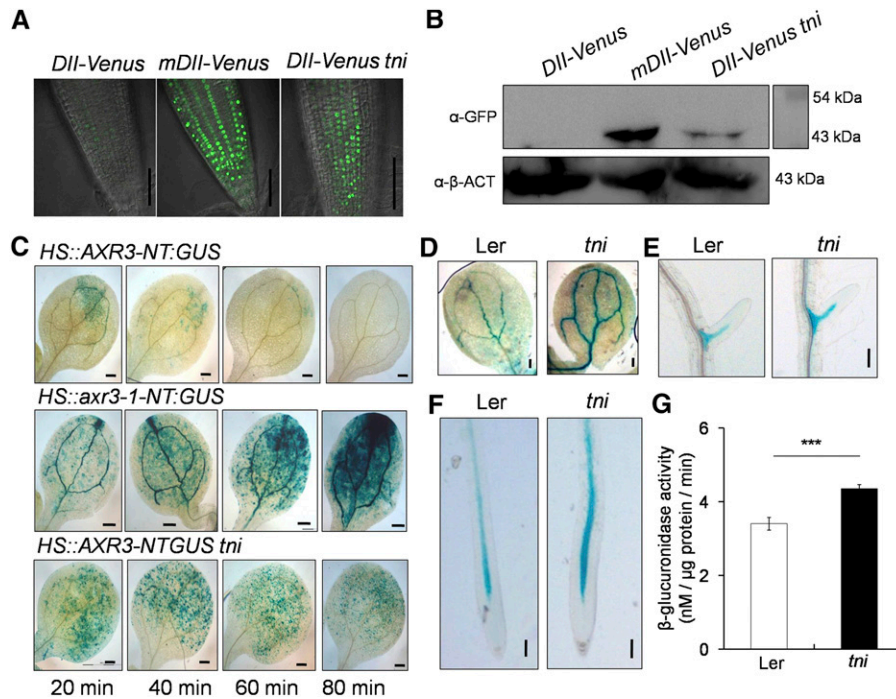 A
DII-Venus mDII-Venus DII-Venus tni
B
DII-Venus mDII-Venus DII-Venus tni
α-GFP
54 kDa
43 kDa
α-β-ACT
43 kDa
C
HS::AXR3-NT:GUS
HS::axr3-1-NT:GUS
HS::AXR3-NTGUS tni
20 min 40 min 60 min 80 min
D
Ler tni
E
Ler tni
F
Ler tni
G
β-glucuronidase activity
(nM / µg protein / min)
6
4
2
0
***
Ler tni